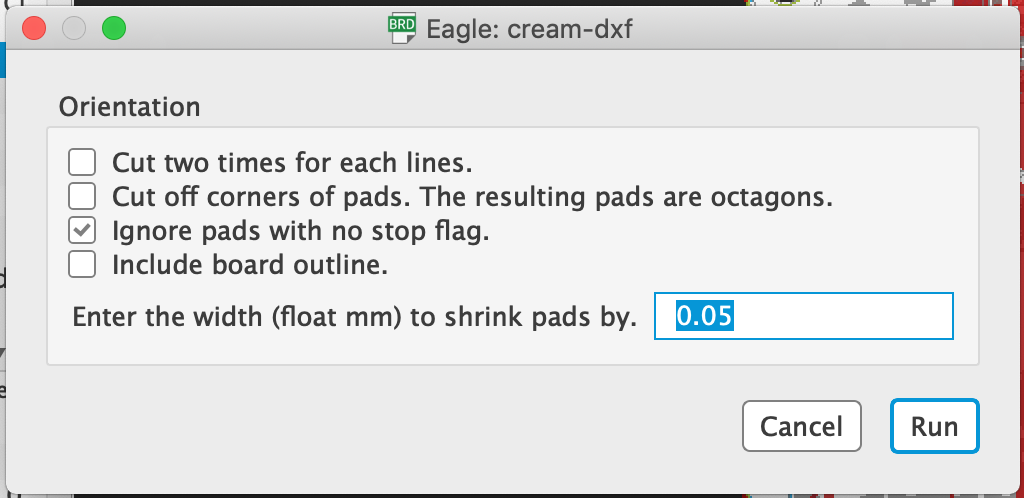 BRD Eagle: cream-dxf
Orientation
Cut two times for each lines.
Cut off corners of pads. The resulting pads are octagons.
Ignore pads with no stop flag.
Include board outline.
Enter the width (float mm) to shrink pads by. 0.05
Cancel Run